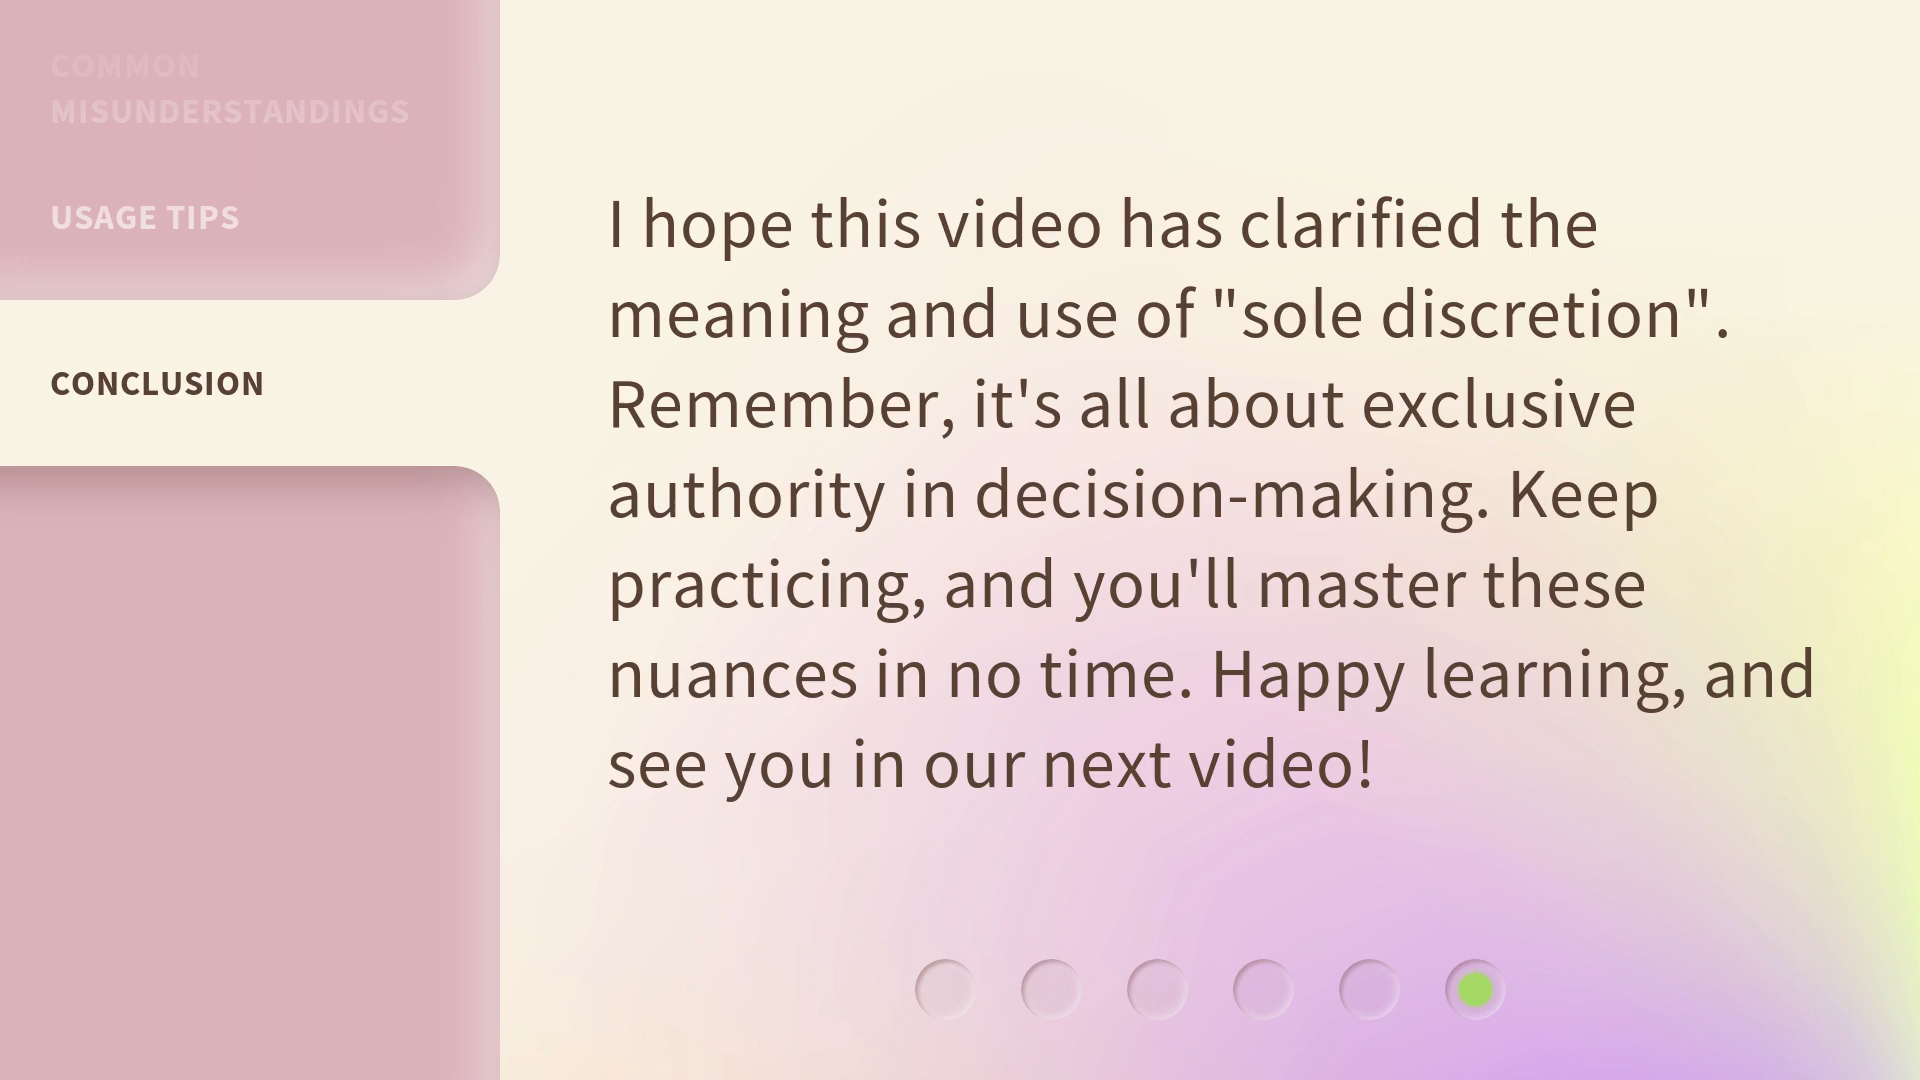 COMMON
MISUNDERSTANDINGS
USAGE TIPS
CONCLUSION
I hope this video has clarified the
meaning and use of "sole discretion".
Remember, it's all about exclusive
authority in decision-making. Keep
practicing, and you'll master these
nuances in no time. Happy learning, and
see you in our next video!